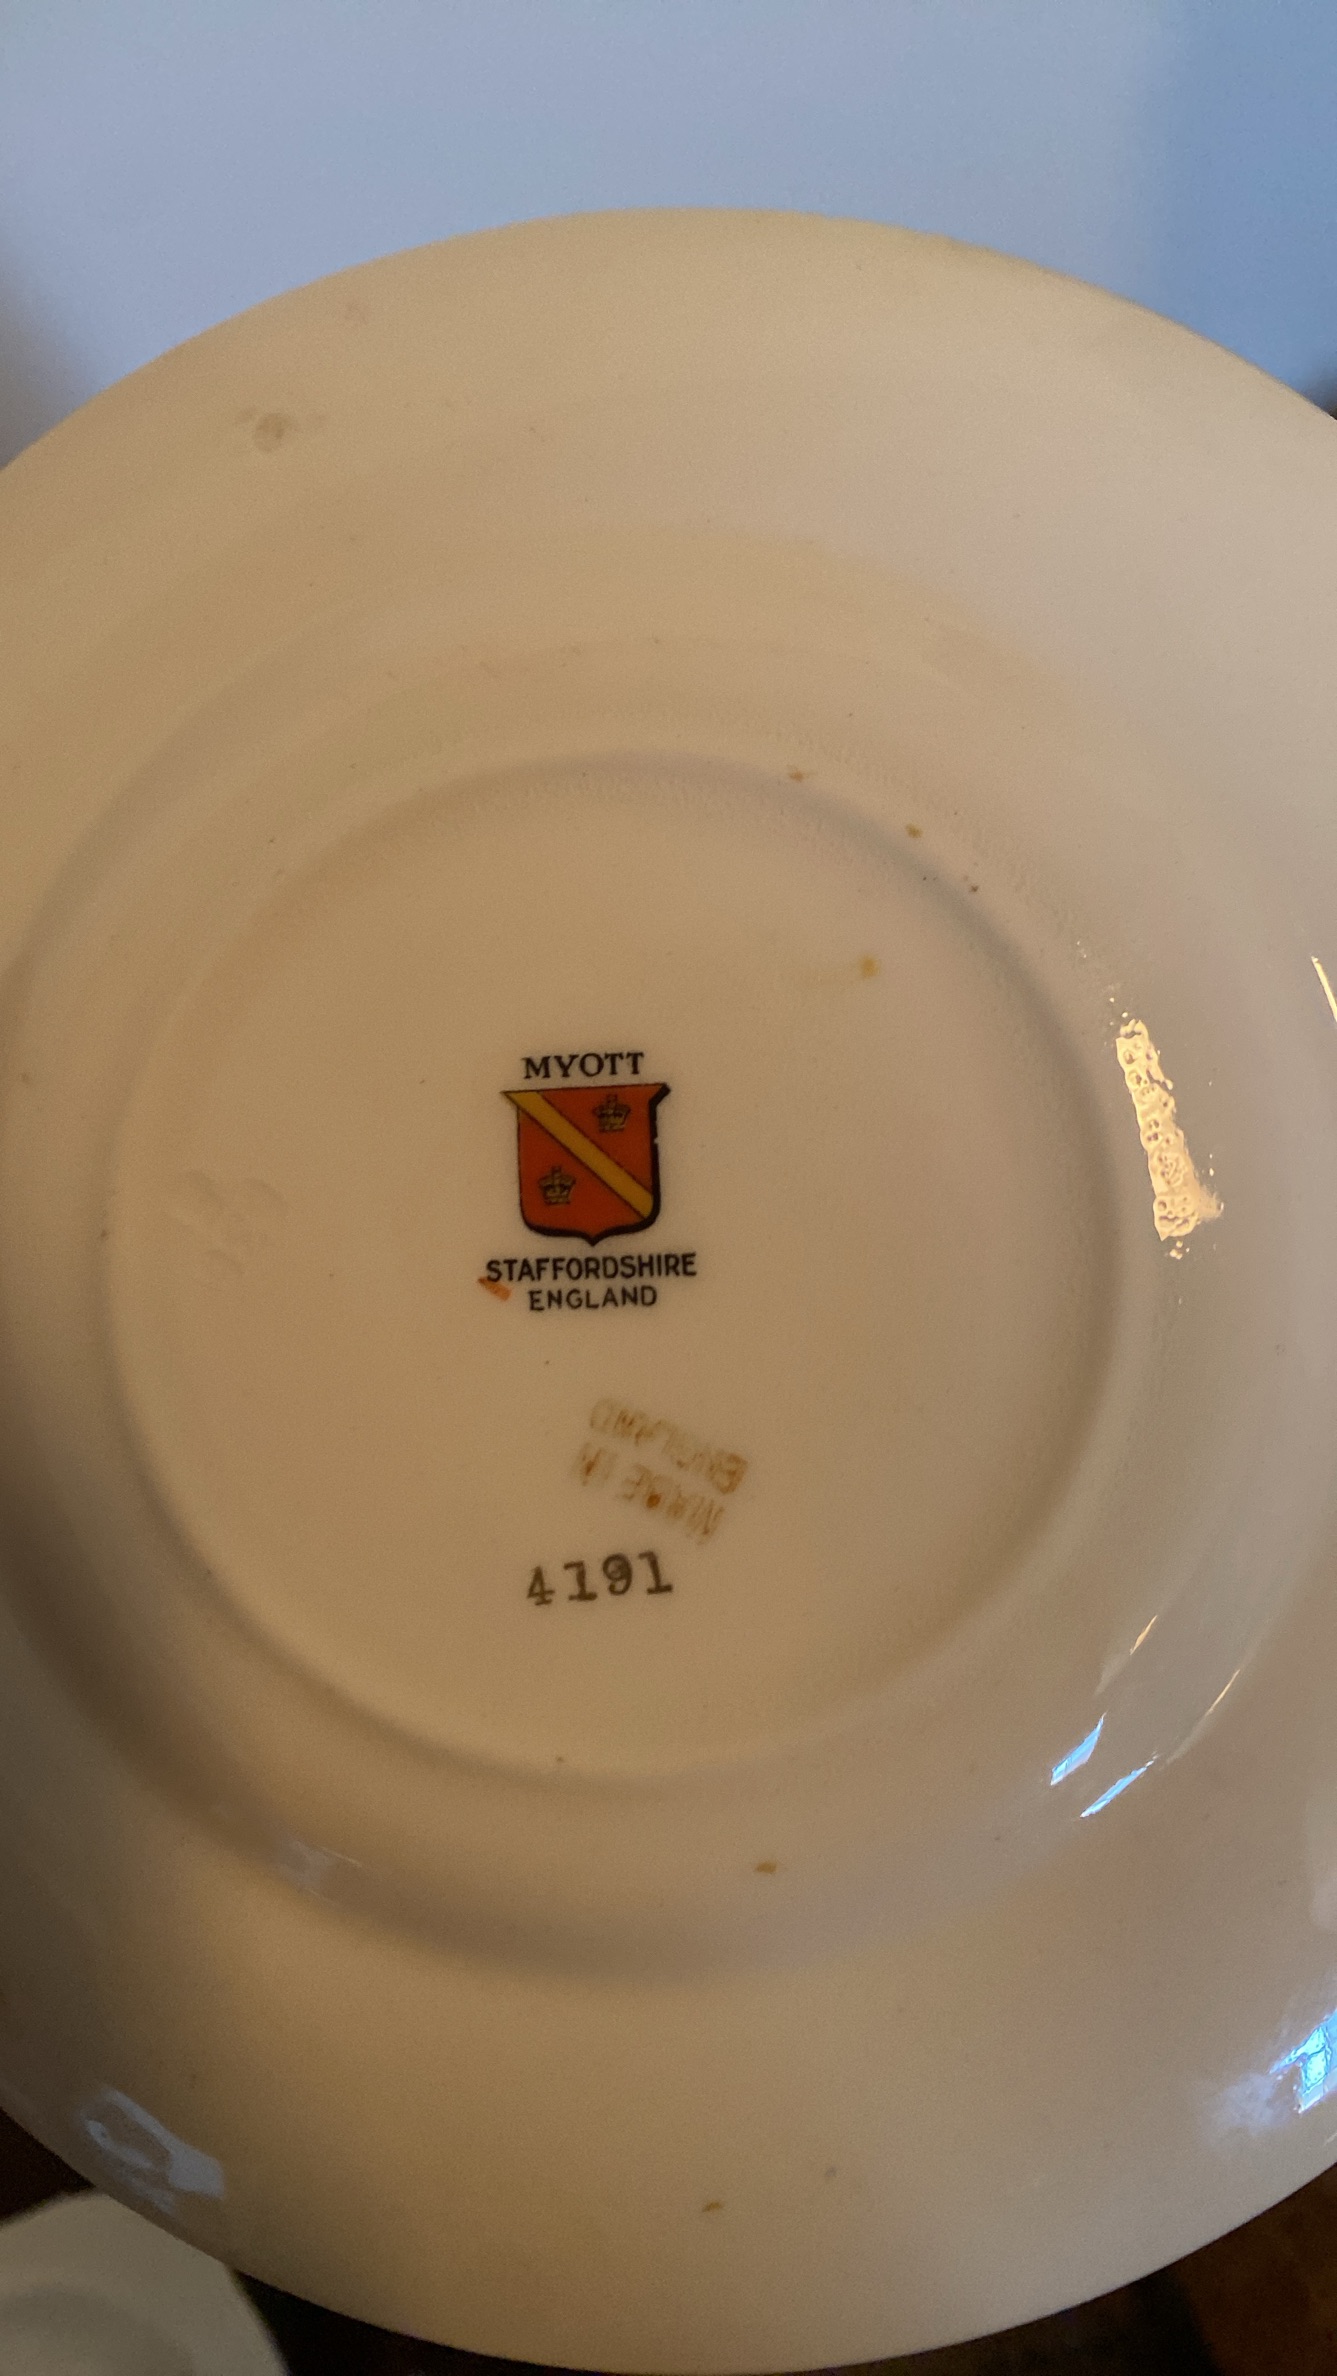 MYOTT
STAFFORDSHIRE
ENGLAND
MADE IN
ENGLAND
4191